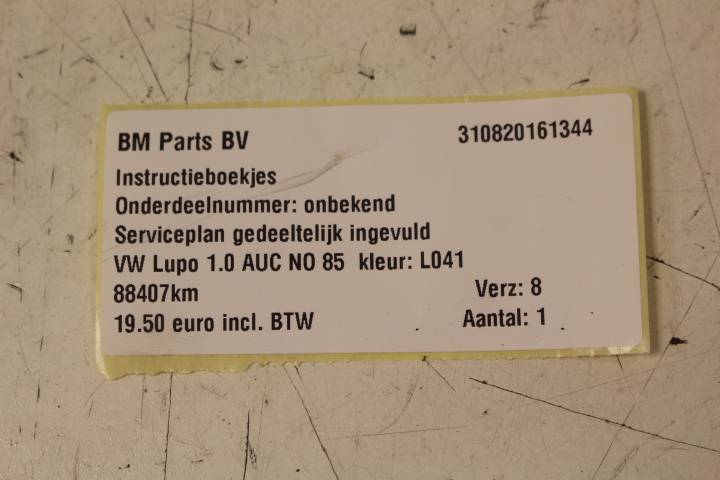 BM Parts BV 310820161344
Instructieboekjes
Onderdeelnummer: onbekend
Serviceplan gedeeltelijk ingevuld
VW Lupo 1.0 AUC NO 85 kleur: L041
88407km Verz: 8
19.50 euro incl. BTW Aantal: 1